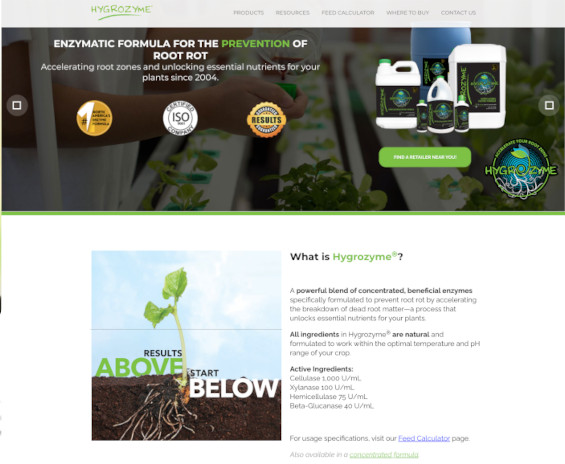 HYGROZYME
PRODUCTS RESOURCES FEED CALCULATOR WHERE TO BUY CONTACT US
ENZYMATIC FORMULA FOR THE PREVENTION OF
ROOT ROT
Accelerating root zones and unlocking essential nutrients for your
plants since 2004.
#1
CERTIFIED
ISO
COMPANY
RESULTS
FIND A RETAILER NEAR YOU!
HYGROZYME
What is Hygrozyme®?
A powerful blend of concentrated, beneficial enzymes
specifically formulated to prevent root rot by accelerating
the breakdown of dead root matter—a process that
unlocks essential nutrients for your plants.
All ingredients in Hygrozyme® are natural and
formulated to work within the optimal temperature and pH
range of your crop.
Active Ingredients:
Cellulase 1,000 U/mL
Xylanase 100 U/mL
Hemicellulase 75 U/mL
Beta-Glucanase 40 U/mL
RESULTS
ABOVE START
BELOW
For usage specifications, visit our Feed Calculator page.
Also available in a concentrated formula